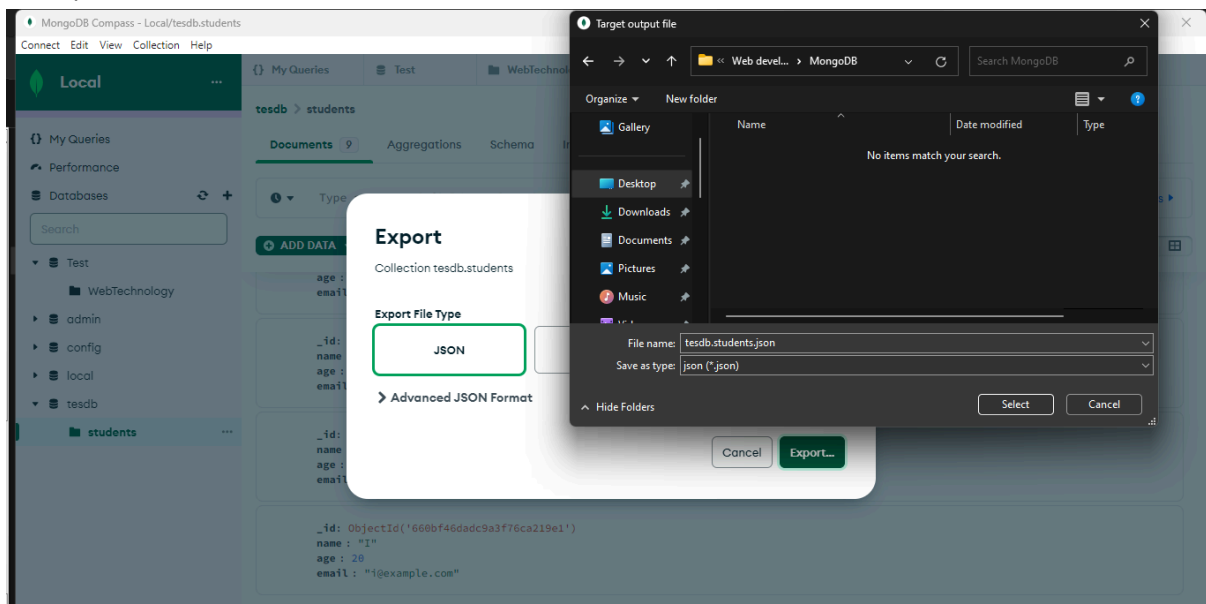 MongoDB Compass - Local/tesdb.students
Connect Edit View Collection Help
Local
...
My Queries
Performance
Databases
Search
Test
WebTechnology
admin
config
local
tesdb
students
...
{} My Queries
Test
WebTechnol
tesdb > students
Documents 9
Aggregations
Schema
Type
ADD DATA
age :
email
_id:
name
age :
email
_id:
name
age :
email
_id: ObjectId('660bf46dadc9a3f76ca219e1')
name : "I"
age : 20
email : "i@example.com"
Export
Collection tesdb.students
Export File Type
JSON
Advanced JSON Format
Cancel
Export...
Target output file
« Web devel... > MongoDB
Search MongoDB
Organize
New folder
Gallery
Desktop
Downloads
Documents
Pictures
Music
Name
Date modified
Type
No items match your search.
File name: tesdb.students.json
Save as type: json (*.json)
Hide Folders
Select
Cancel